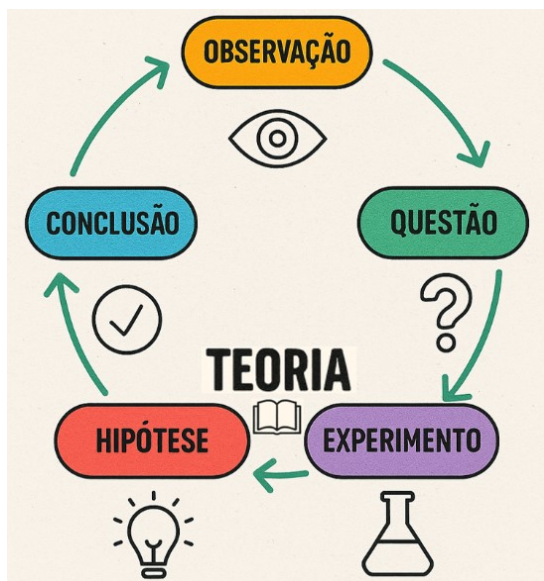 OBSERVAÇÃO
CONCLUSÃO
QUESTÃO
TEORIA
HIPÓTESE
EXPERIMENTO